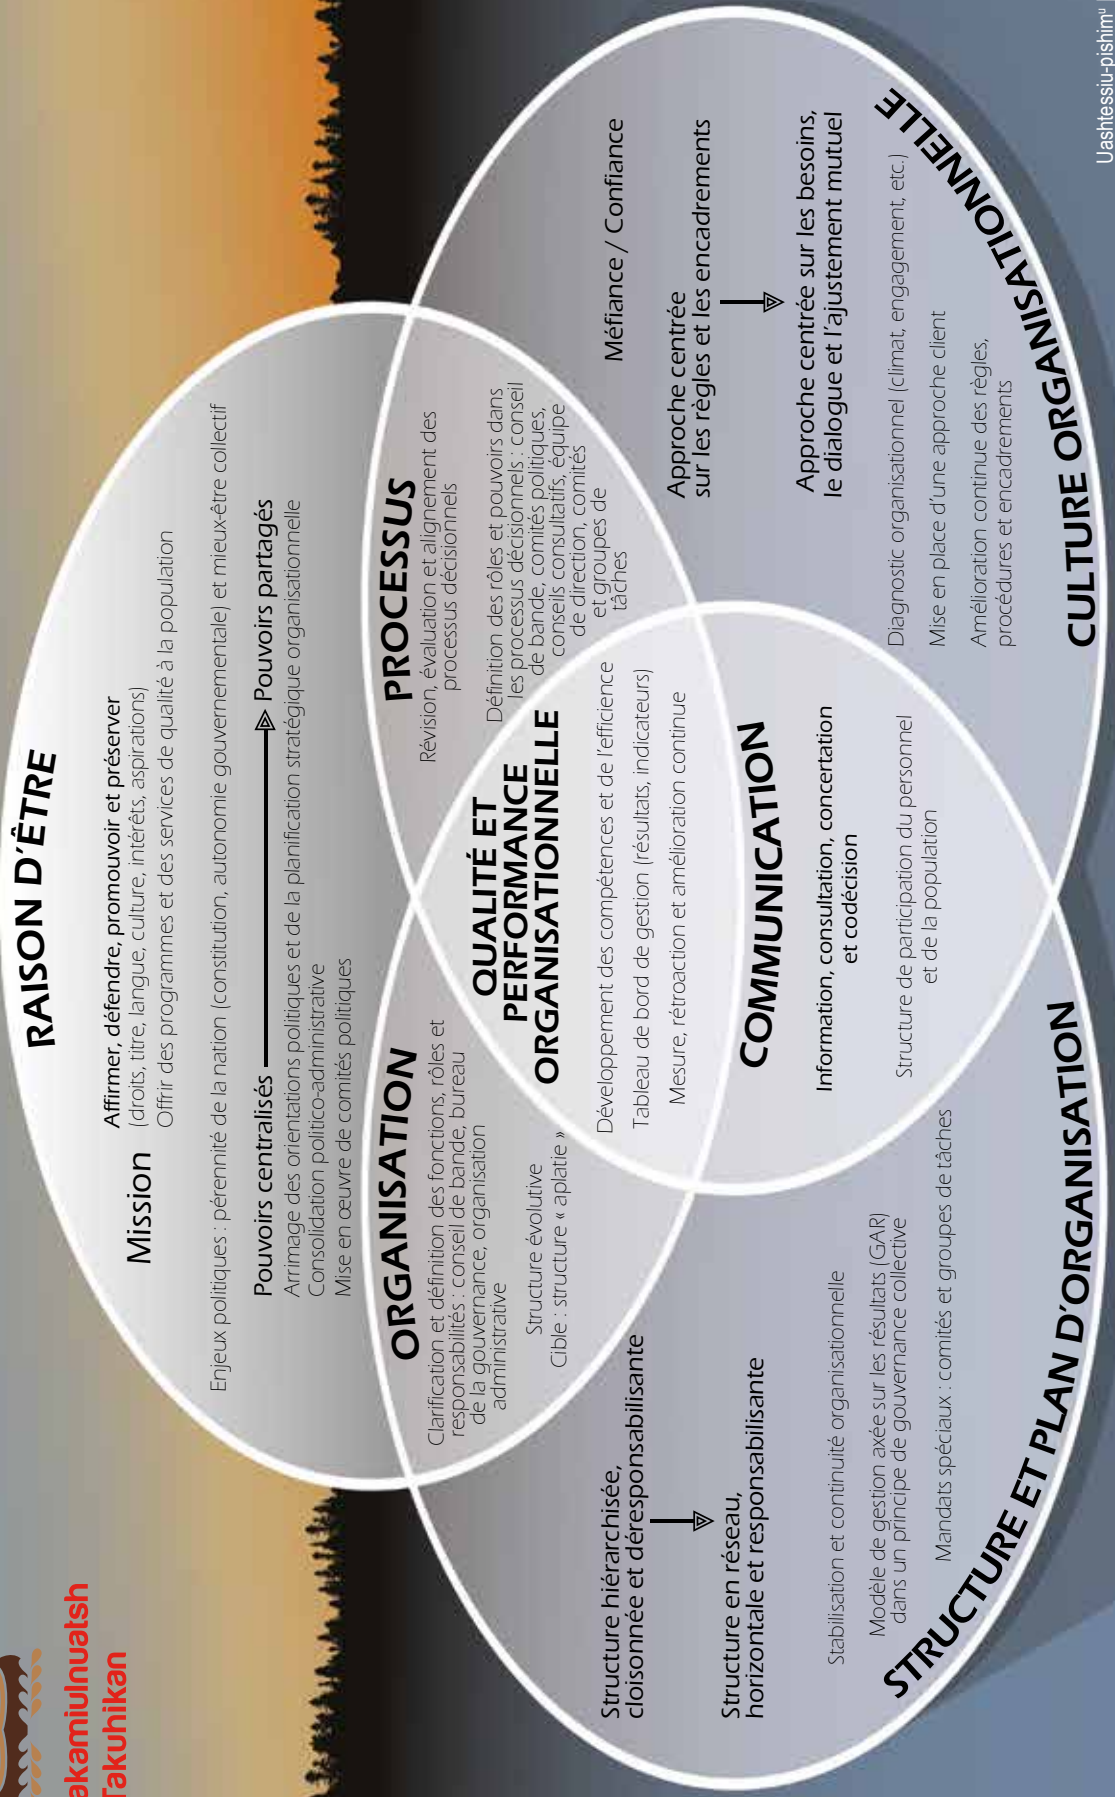 akamiulnuatsh
Takuhikan
RAISON D'ÊTRE
Mission
Affirmer, défendre, promouvoir et préserver
(droits, titre, langue, culture, intérêts, aspirations)
Offrir des programmes et des services de qualité à la population
Enjeux politiques : pérennité de la nation (constitution, autonomie gouvernementale) et mieux-être collectif
Pouvoirs centralisés
Pouvoirs partagés
Arrimage des orientations politiques et de la planification stratégique organisationnelle
Consolidation politico-administrative
Mise en œuvre de comités politiques
ORGANISATION
Clarification et définition des fonctions, rôles et
responsabilités : conseil de bande, bureau
de la gouvernance, organisation
administrative
Structure évolutive
Cible : structure « aplatie »
PROCESSUS
Révision, évaluation et alignement des
processus décisionnels
Définition des rôles et pouvoirs dans
les processus décisionnels : conseil
de bande, comités politiques,
conseils consultatifs, équipe
de direction, comités
et groupes de
tâches
QUALITÉ ET
PERFORMANCE
ORGANISATIONNELLE
Développement des compétences et de l'efficience
Tableau de bord de gestion (résultats, indicateurs)
Mesure, rétroaction et amélioration continue
Structure hiérarchisée,
cloisonnée et déresponsabilisante
Structure en réseau,
horizontale et responsabilisante
Stabilisation et continuité organisationnelle
Modèle de gestion axée sur les résultats (GAR)
dans un principe de gouvernance collective
Mandats spéciaux : comités et groupes de tâches
STRUCTURE ET PLAN D'ORGANISATION
COMMUNICATION
Information, consultation, concertation
et codécision
Structure de participation du personnel
et de la population
Méfiance / Confiance
Approche centrée
sur les règles et les encadrements
Approche centrée sur les besoins,
le dialogue et l'ajustement mutuel
Diagnostic organisationnel (climat, engagement, etc.)
Mise en place d'une approche client
Amélioration continue des règles,
procédures et encadrements
CULTURE ORGANISATIONNELLE
Uashtessiu-pishimᵘ